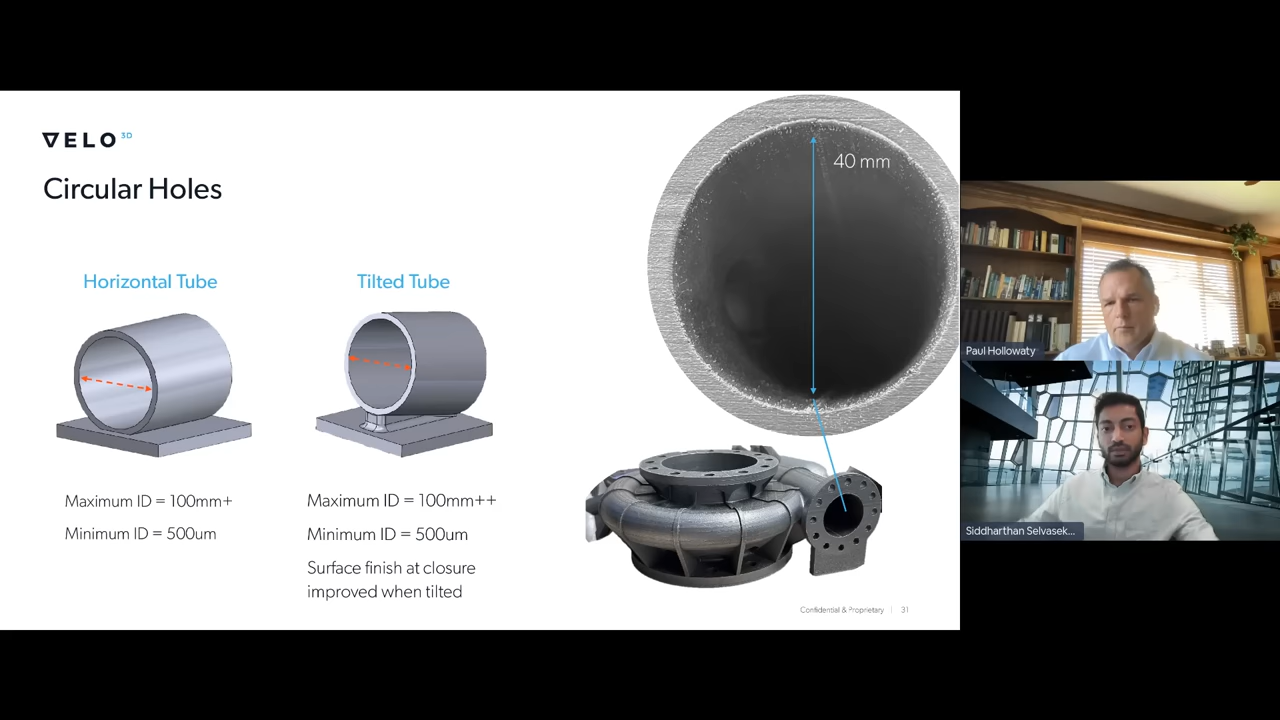 VELO 3D
Circular Holes
Horizontal Tube
Maximum ID = 100mm+
Minimum ID = 500um
Tilted Tube
Maximum ID = 100mm++
Minimum ID = 500um
Surface finish at closure
improved when tilted
40 mm
Confidential & Proprietary | 31
Paul Hollowaty
Siddharthan Selvasek...